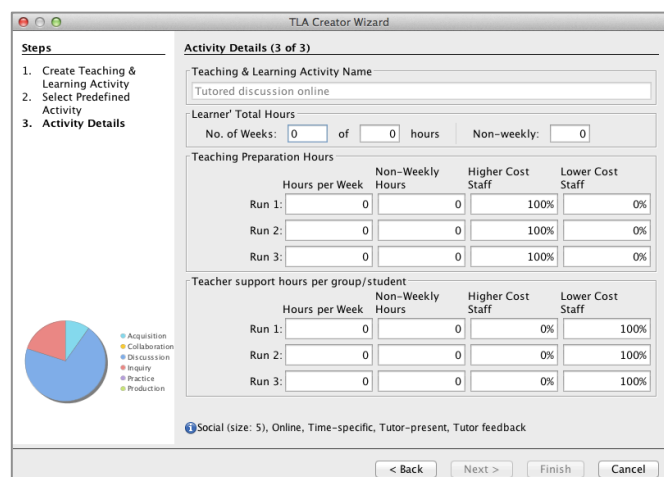 TLA Creator Wizard
Steps
1. Create Teaching &
Learning Activity
2. Select Predefined
Activity
3. Activity Details
Acquisition
Collaboration
Discusssion
Inquiry
Practice
Production
Activity Details (3 of 3)
Teaching & Learning Activity Name
Tutored discussion online
Learner' Total Hours
No. of Weeks: 0 of 0 hours Non-weekly: 0
Teaching Preparation Hours
Hours per Week Non-Weekly Hours Higher Cost Staff Lower Cost Staff
Run 1: 0 0 100% 0%
Run 2: 0 0 100% 0%
Run 3: 0 0 100% 0%
Teacher support hours per group/student
Hours per Week Non-Weekly Hours Higher Cost Staff Lower Cost Staff
Run 1: 0 0 0% 100%
Run 2: 0 0 0% 100%
Run 3: 0 0 0% 100%
Social (size: 5), Online, Time-specific, Tutor-present, Tutor feedback
< Back Next > Finish Cancel